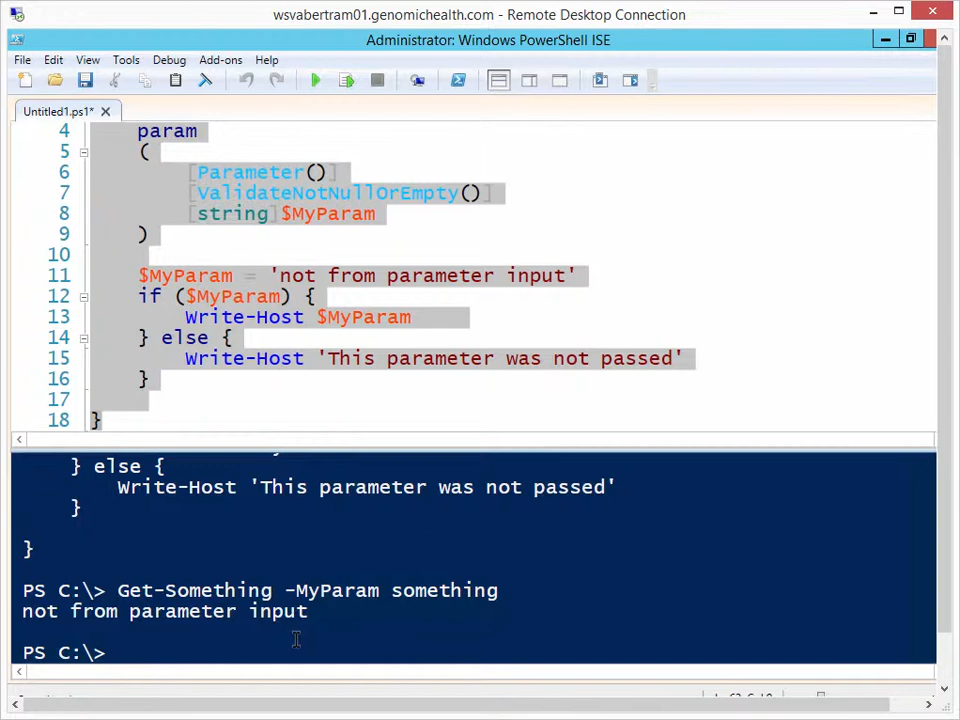 wsvabertram01.genomichealth.com - Remote Desktop Connection
Administrator: Windows PowerShell ISE
File Edit View Tools Debug Add-ons Help
Untitled1.ps1*
4 param
5 (
6 [Parameter()]
7 [ValidateNotNullOrEmpty()]
8 [string]$MyParam
9 )
10
11 $MyParam = 'not from parameter input'
12 if ($MyParam) {
13 Write-Host $MyParam
14 } else {
15 Write-Host 'This parameter was not passed'
16 }
17
18 }
} else {
Write-Host 'This parameter was not passed'
}
}
PS C:\> Get-Something -MyParam something
not from parameter input
PS C:\>